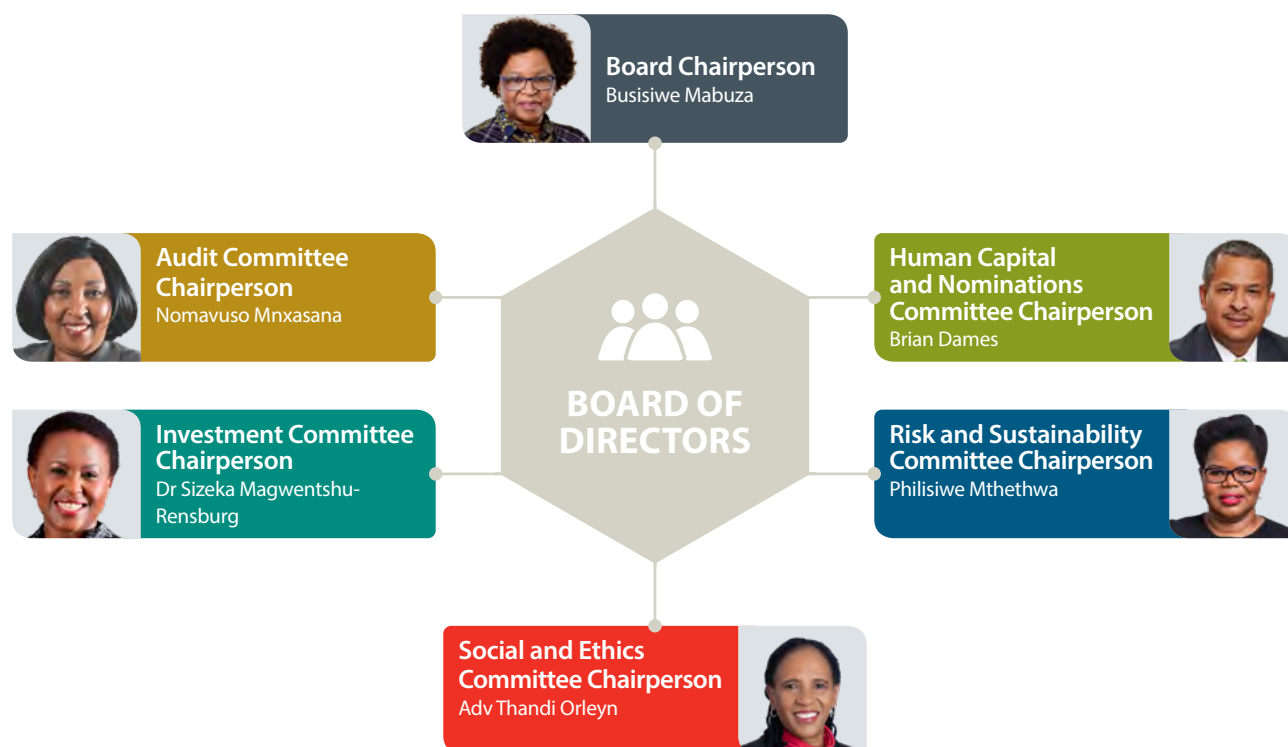 Board Chairperson
Busisiwe Mabuza
Audit Committee
Chairperson
Nomavuso Mnxasana
Human Capital
and Nominations
Committee Chairperson
Brian Dames
BOARD OF
DIRECTORS
Investment Committee
Chairperson
Dr Sizeka Magwentshu-
Rensburg
Risk and Sustainability
Committee Chairperson
Philisiwe Mthethwa
Social and Ethics
Committee Chairperson
Adv Thandi Orleyn